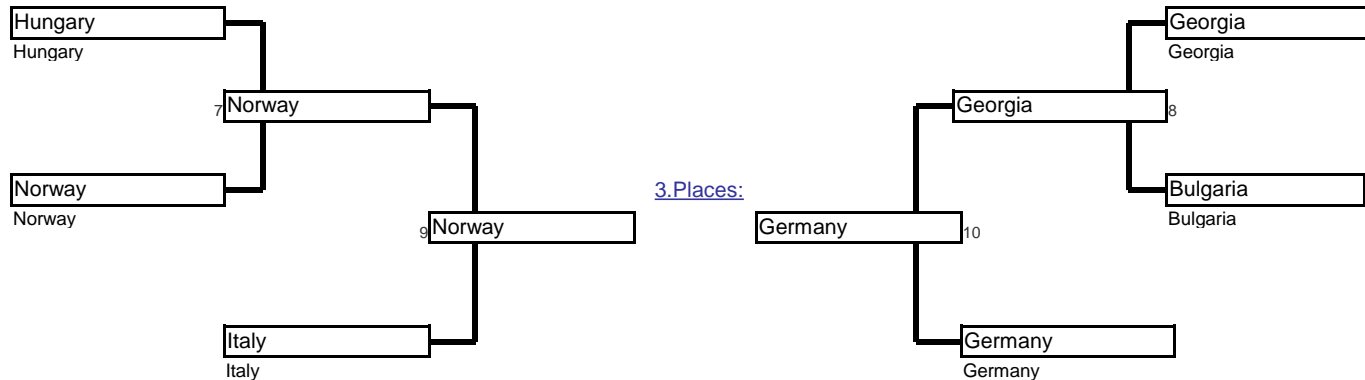 Hungary
Hungary
Georgia
Georgia
7 Norway
Georgia 8
Norway
Norway
3.Places:
Bulgaria
Bulgaria
9 Norway
Germany 10
Italy
Italy
Germany
Germany